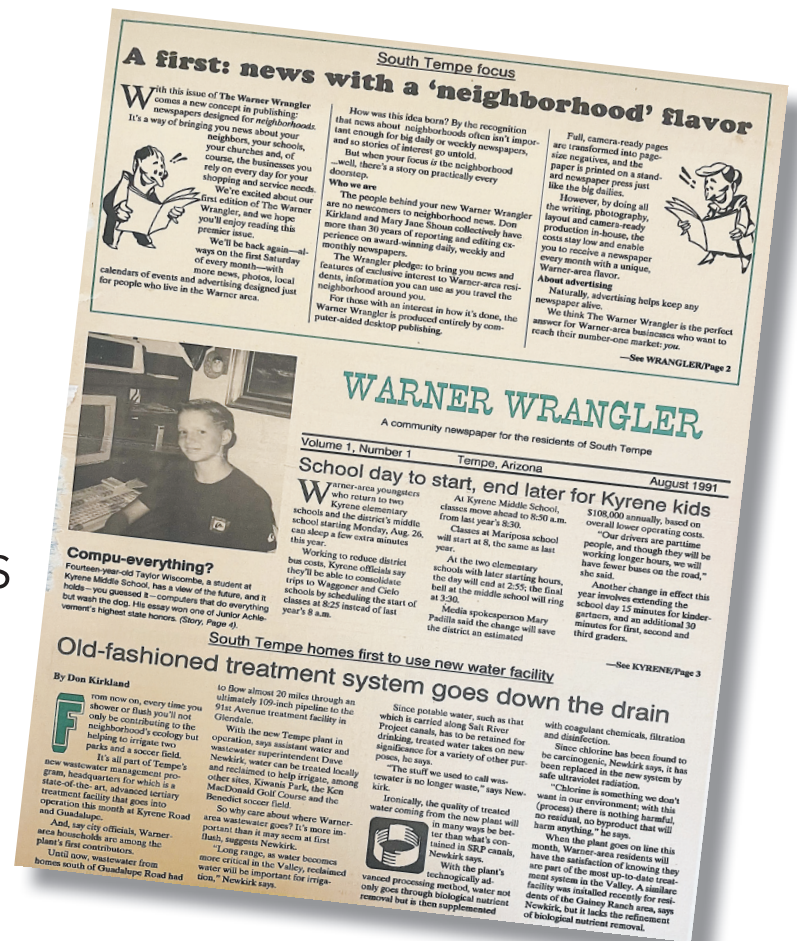 South Tempe focus
A first: news with a ‘neighborhood’ flavor
With this issue of The Warner Wrangler
comes a new concept in publishing:
newspapers designed for neighborhoods.
It's a way of bringing you news about your
neighbors, your schools,
your churches and, of
course, the businesses you
rely on every day for your
shopping and service needs.
We're excited about our
first edition of The Warner
Wrangler, and we hope
you'll enjoy reading this
premier issue.
We'll be back again—al-
ways on the first Saturday
of every month—with
more news, photos, local
calendars of events and advertising designed just
for people who live in the Warner area.
How was this idea born? By the recognition
that news about neighborhoods often isn't impor-
tant enough for big daily or weekly newspapers,
and so stories of interest go untold.
But when your focus is the neighborhood
...well, there's a story on practically every
doorstep.
Who we are
The people behind your new Warner Wrangler
are no newcomers to neighborhood news. Don
Kirkland and Mary Jane Shoun collectively have
more than 30 years of reporting and editing ex-
perience on award-winning daily, weekly and
monthly newspapers.
The Wrangler pledge: to bring you news and
features of exclusive interest to Warner-area resi-
dents, information you can use as you travel the
neighborhood around you.
For those with an interest in how it's done, the
Warner Wrangler is produced entirely by com-
puter-aided desktop publishing.
Full, camera-ready pages
are transformed into page-
size negatives, and the
paper is printed on a stand-
ard newspaper press just
like the big dailies.
However, by doing all
the writing, photography,
layout and camera-ready
production in-house, the
costs stay low and enable
you to receive a newspaper
every month with a unique,
Warner-area flavor.
About advertising
Naturally, advertising helps keep any
newspaper alive.
We think The Warner Wrangler is the perfect
answer for Warner-area businesses who want to
reach their number-one market: you.
—See WRANGLER/Page 2
WARNER WRANGLER
A community newspaper for the residents of South Tempe
Volume 1, Number 1 Tempe, Arizona August 1991
Compu-everything?
Fourteen-year-old Taylor Wiscombe, a student at
Kyrene Middle School, has a view of the future, and it
holds—you guessed it—computers that do everything
but wash the dog. His essay won one of Junior Achie-
vement's highest state honors. (Story, Page 4).
School day to start, end later for Kyrene kids
Warner-area youngsters
who return to two
Kyrene elementary
schools and the district's middle
school starting Monday, Aug. 26,
can sleep a few extra minutes
this year.
Working to reduce district
bus costs, Kyrene officials say
they'll be able to consolidate
trips to Waggoner and Cielo
schools by scheduling the start of
classes at 8:25 instead of last
year's 8 a.m.
At Kyrene Middle School,
classes move ahead to 8:50 a.m.
from last year's 8:30.
Classes at Mariposa school
will start at 8, the same as last
year.
At the two elementary
schools with later starting hours,
the day will end at 2:55; the final
bell at the middle school will ring
at 3:30.
Media spokesperson Mary
Padilla said the change will save
the district an estimated
$108,000 annually, based on
overall lower operating costs.
"Our drivers are partime
people, and though they will be
working longer hours, we will
have fewer buses on the road,"
she said.
Another change in effect this
year involves extending the
school day 15 minutes for kinder-
gartners, and an additional 30
minutes for first, second and
third graders.
—See KYRENE/Page 3
South Tempe homes first to use new water facility
Old-fashioned treatment system goes down the drain
By Don Kirkland
From now on, every time you
shower or flush you'll not
only be contributing to the
neighborhood's ecology but
helping to irrigate two
parks and a soccer field.
It's all part of Tempe's
new wastewater management pro-
gram, headquarters for which is a
state-of-the- art, advanced tertiary
treatment facility that goes into
operation this month at Kyrene Road
and Guadalupe.
And, say city officials, Warner-
area households are among the
plant's first contributors.
Until now, wastewater from
homes south of Guadalupe Road had
to flow almost 20 miles through an
ultimately 109-inch pipeline to the
91st Avenue treatment facility in
Glendale.
With the new Tempe plant in
operation, says assistant water and
wastewater superintendent Dave
Newkirk, water can be treated locally
and reclaimed to help irrigate, among
other sites, Kiwanis Park, the Ken
MacDonald Golf Course and the
Benedict soccer field.
So why care about where Warner-
area wastewater goes? It's more im-
portant than it may seem at first
flush, suggests Newkirk.
"Long range, as water becomes
more critical in the Valley, reclaimed
water will be important for irriga-
tion," Newkirk says.
Since potable water, such as that
which is carried along Salt River
Project canals, has to be retained for
drinking, treated water takes on new
significance for a variety of other pur-
poses, he says.
"The stuff we used to call was-
tewater is no longer waste," says New-
kirk.
Ironically, the quality of treated
water coming from the new plant will
in many ways be bet-
ter than what's con-
tained in SRP canals,
Newkirk says.
With the plant's
technogically ad-
vanced processing method, water not
only goes through biological nutrient
removal but is then supplemented
with coagulant chemicals, filtration
and disinfection.
Since chlorine has been found to
be carcinogenic, Newkirk says, it has
been replaced in the new system by
safe ultraviolet radiation.
"Chlorine is something we don't
want in our environment; with this
(process) there is nothing harmful,
no residual, no byproduct that will
harm anything," he says.
When the plant goes on line this
month, Warner-area residents will
have the satisfaction of knowing they
are part of the most up-to-date treat-
ment system in the Valley. A similare
facility was installed recently for resi-
dents of the Gainey Ranch area, says
Newkirk, but it lacks the refinement
of biological nutrient removal.
s